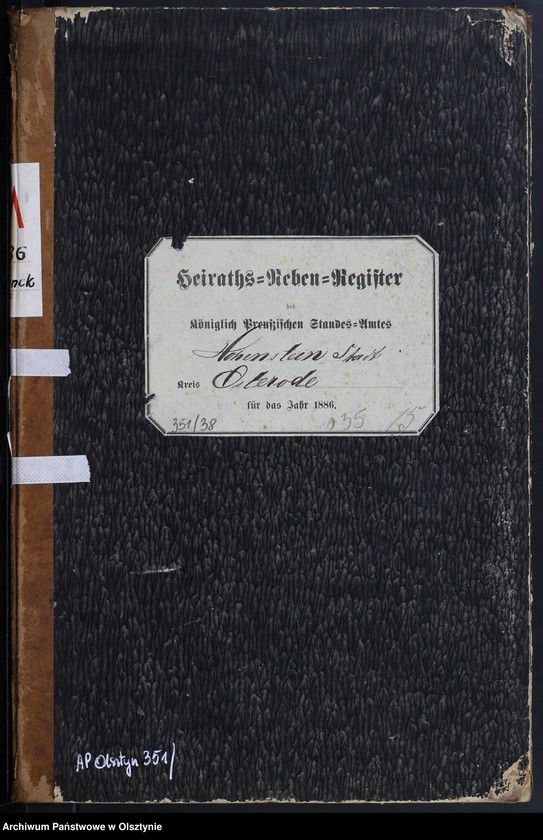 Heiraths-Neben-Register
des
Königlich Preußischen Standes-Amtes
Hohenstein Stadt
Kreis Osterode
für das Jahr 1886.
351/38
35
AP Olsztyn 351/
Archiwum Państwowe w Olsztynie